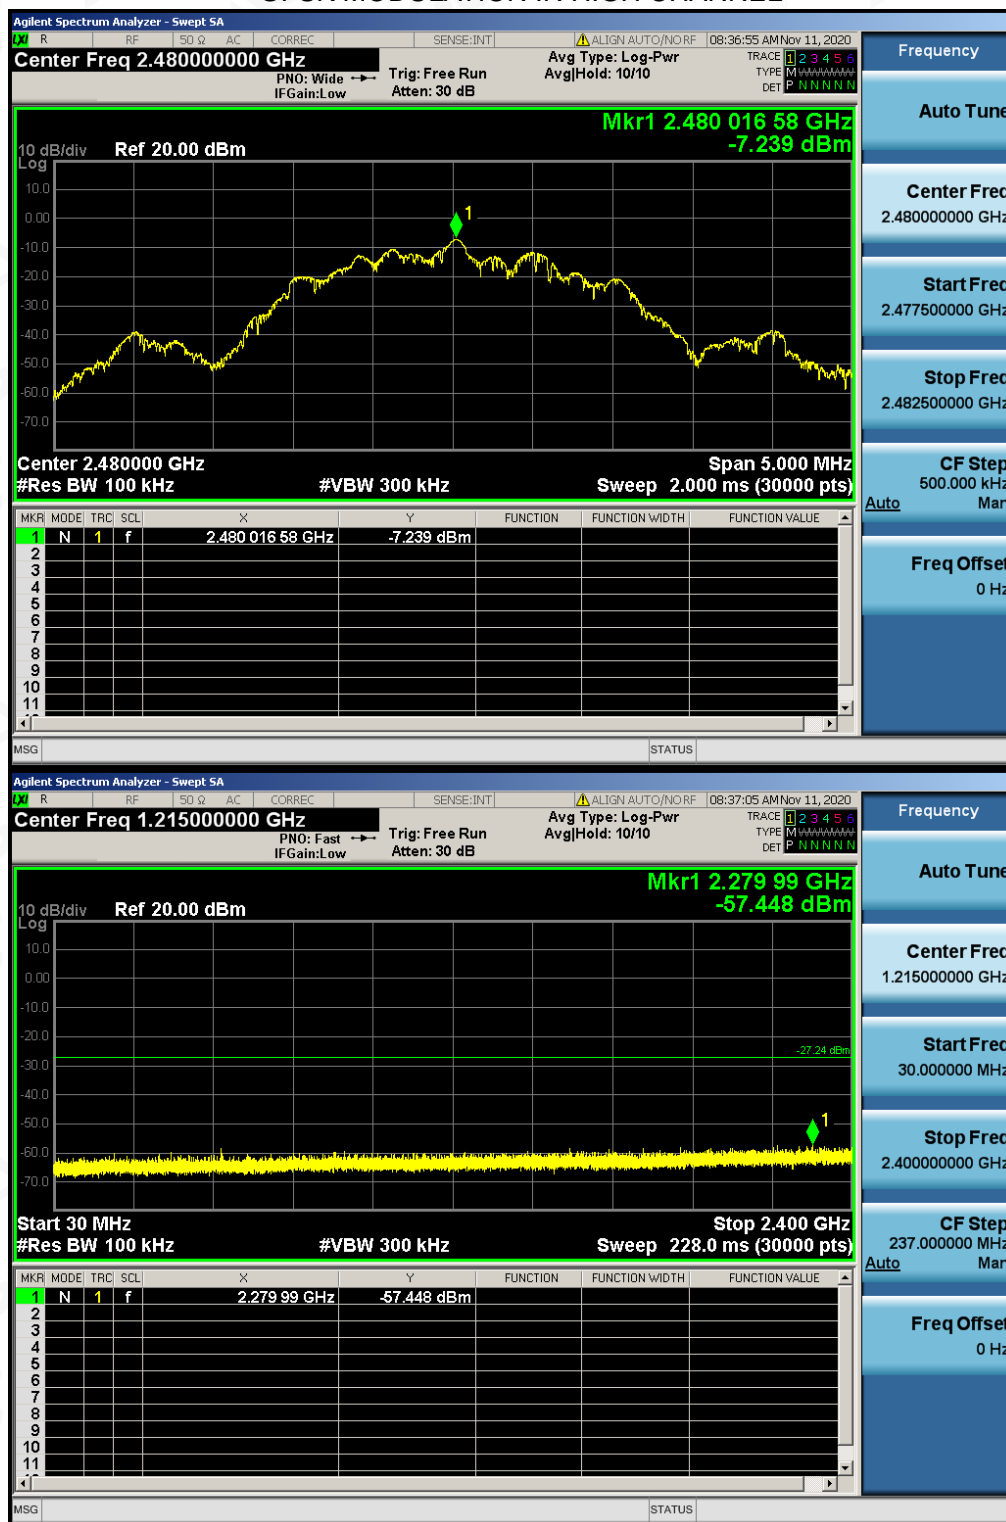 GFSK MODULATION IN HIGH CHANNEL
Agilent Spectrum Analyzer - Swept SA
LXI R RF 50 Ω AC CORREC SENSE:INT ALIGN AUTO/NO RF 08:36:55 AM Nov 11, 2020
Center Freq 2.480000000 GHz
PNO: Wide
IFGain:Low
Trig: Free Run
Atten: 30 dB
Avg Type: Log-Pwr
Avg|Hold: 10/10
TRACE 1 2 3 4 5 6
TYPE M WWWWW
DET P N N N N N
Mkr1 2.480 016 58 GHz
-7.239 dBm
10 dB/div Ref 20.00 dBm
Log
10.0
0.00
-10.0
-20.0
-30.0
-40.0
-50.0
-60.0
-70.0
1
Center 2.480000 GHz Span 5.000 MHz
#Res BW 100 kHz #VBW 300 kHz Sweep 2.000 ms (30000 pts)
MKR MODE TRC SCL X Y FUNCTION FUNCTION WIDTH FUNCTION VALUE
1 N 1 f 2.480 016 58 GHz -7.239 dBm
2
3
4
5
6
7
8
9
10
11
MSG STATUS
Frequency
Auto Tune
Center Freq
2.480000000 GHz
Start Freq
2.477500000 GHz
Stop Freq
2.482500000 GHz
CF Step
500.000 kHz
Auto Man
Freq Offset
0 Hz
Agilent Spectrum Analyzer - Swept SA
LXI R RF 50 Ω AC CORREC SENSE:INT ALIGN AUTO/NO RF 08:37:05 AM Nov 11, 2020
Center Freq 1.215000000 GHz
PNO: Fast
IFGain:Low
Trig: Free Run
Atten: 30 dB
Avg Type: Log-Pwr
Avg|Hold: 10/10
TRACE 1 2 3 4 5 6
TYPE M WWWWW
DET P N N N N N
Mkr1 2.279 99 GHz
-57.448 dBm
10 dB/div Ref 20.00 dBm
Log
10.0
0.00
-10.0
-20.0
-30.0
-40.0
-50.0
-60.0
-70.0
-27.24 dBm
1
Start 30 MHz Stop 2.400 GHz
#Res BW 100 kHz #VBW 300 kHz Sweep 228.0 ms (30000 pts)
MKR MODE TRC SCL X Y FUNCTION FUNCTION WIDTH FUNCTION VALUE
1 N 1 f 2.279 99 GHz -57.448 dBm
2
3
4
5
6
7
8
9
10
11
MSG STATUS
Frequency
Auto Tune
Center Freq
1.215000000 GHz
Start Freq
30.000000 MHz
Stop Freq
2.400000000 GHz
CF Step
237.000000 MHz
Auto Man
Freq Offset
0 Hz